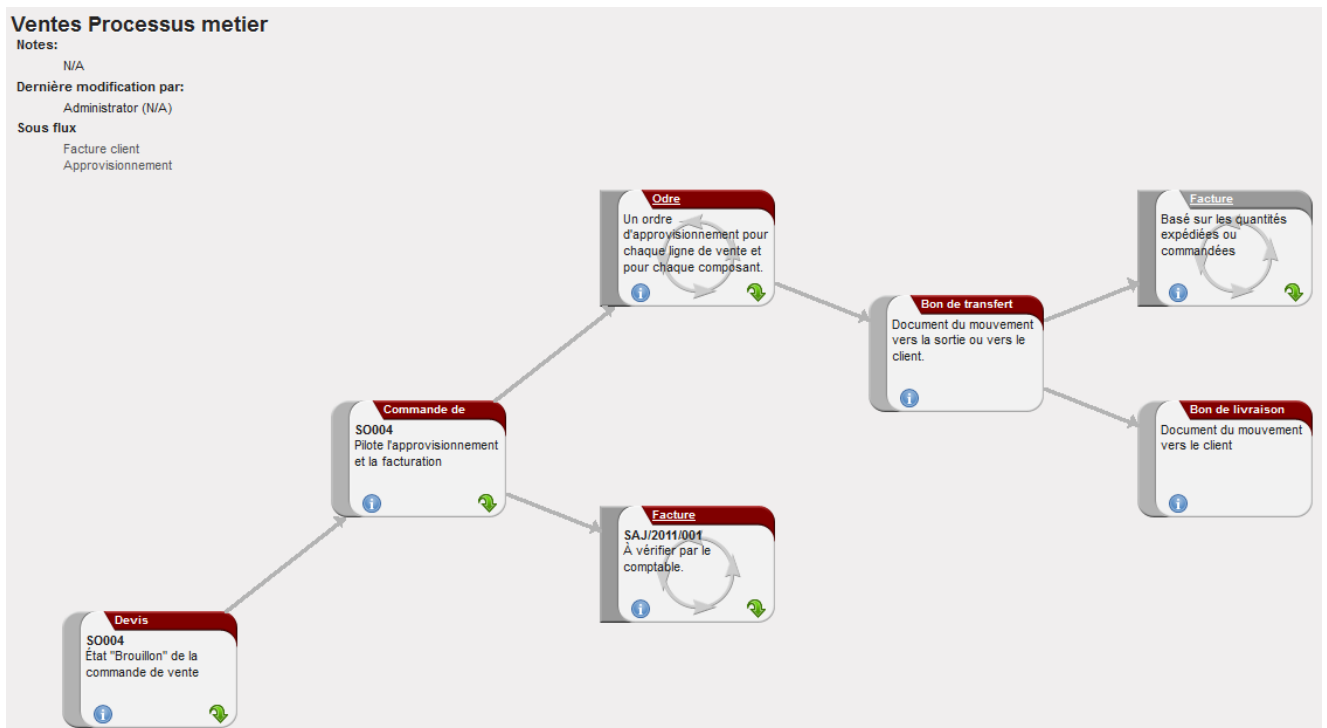 Ventes Processus metier
Notes:
N/A
Dernière modification par:
Administrator (N/A)
Sous flux
Facture client
Approvisionnement
Odre
Un ordre
d'approvisionnement pour
chaque ligne de vente et
pour chaque composant.
Facture
Basé sur les quantités
expédiées ou
commandées
Bon de transfert
Document du mouvement
vers la sortie ou vers le
client.
Commande de
SO004
Pilote l'approvisionnement
et la facturation
Bon de livraison
Document du mouvement
vers le client
Facture
SAJ/2011/001
À vérifier par le
comptable.
Devis
SO004
État "Brouillon" de la
commande de vente